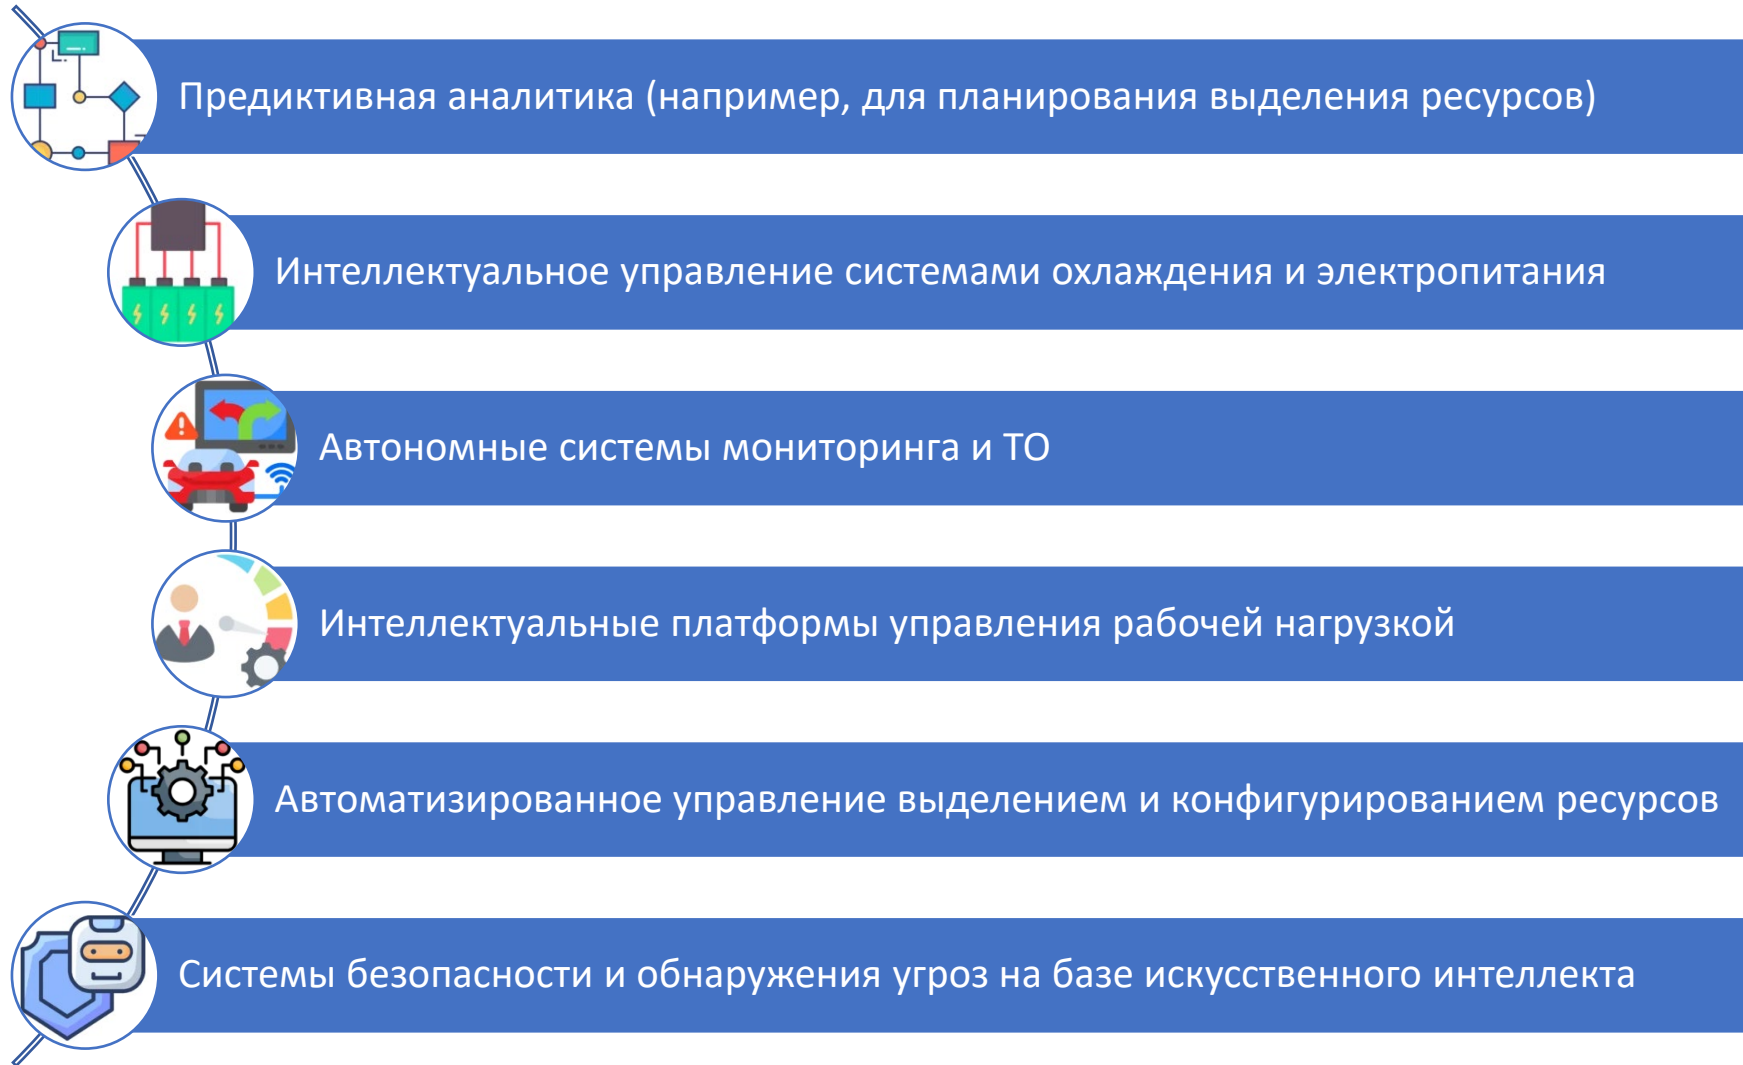 Предиктивная аналитика (например, для планирования выделения ресурсов)
Интеллектуальное управление системами охлаждения и электропитания
Автономные системы мониторинга и ТО
Интеллектуальные платформы управления рабочей нагрузкой
Автоматизированное управление выделением и конфигурированием ресурсов
Системы безопасности и обнаружения угроз на базе искусственного интеллекта